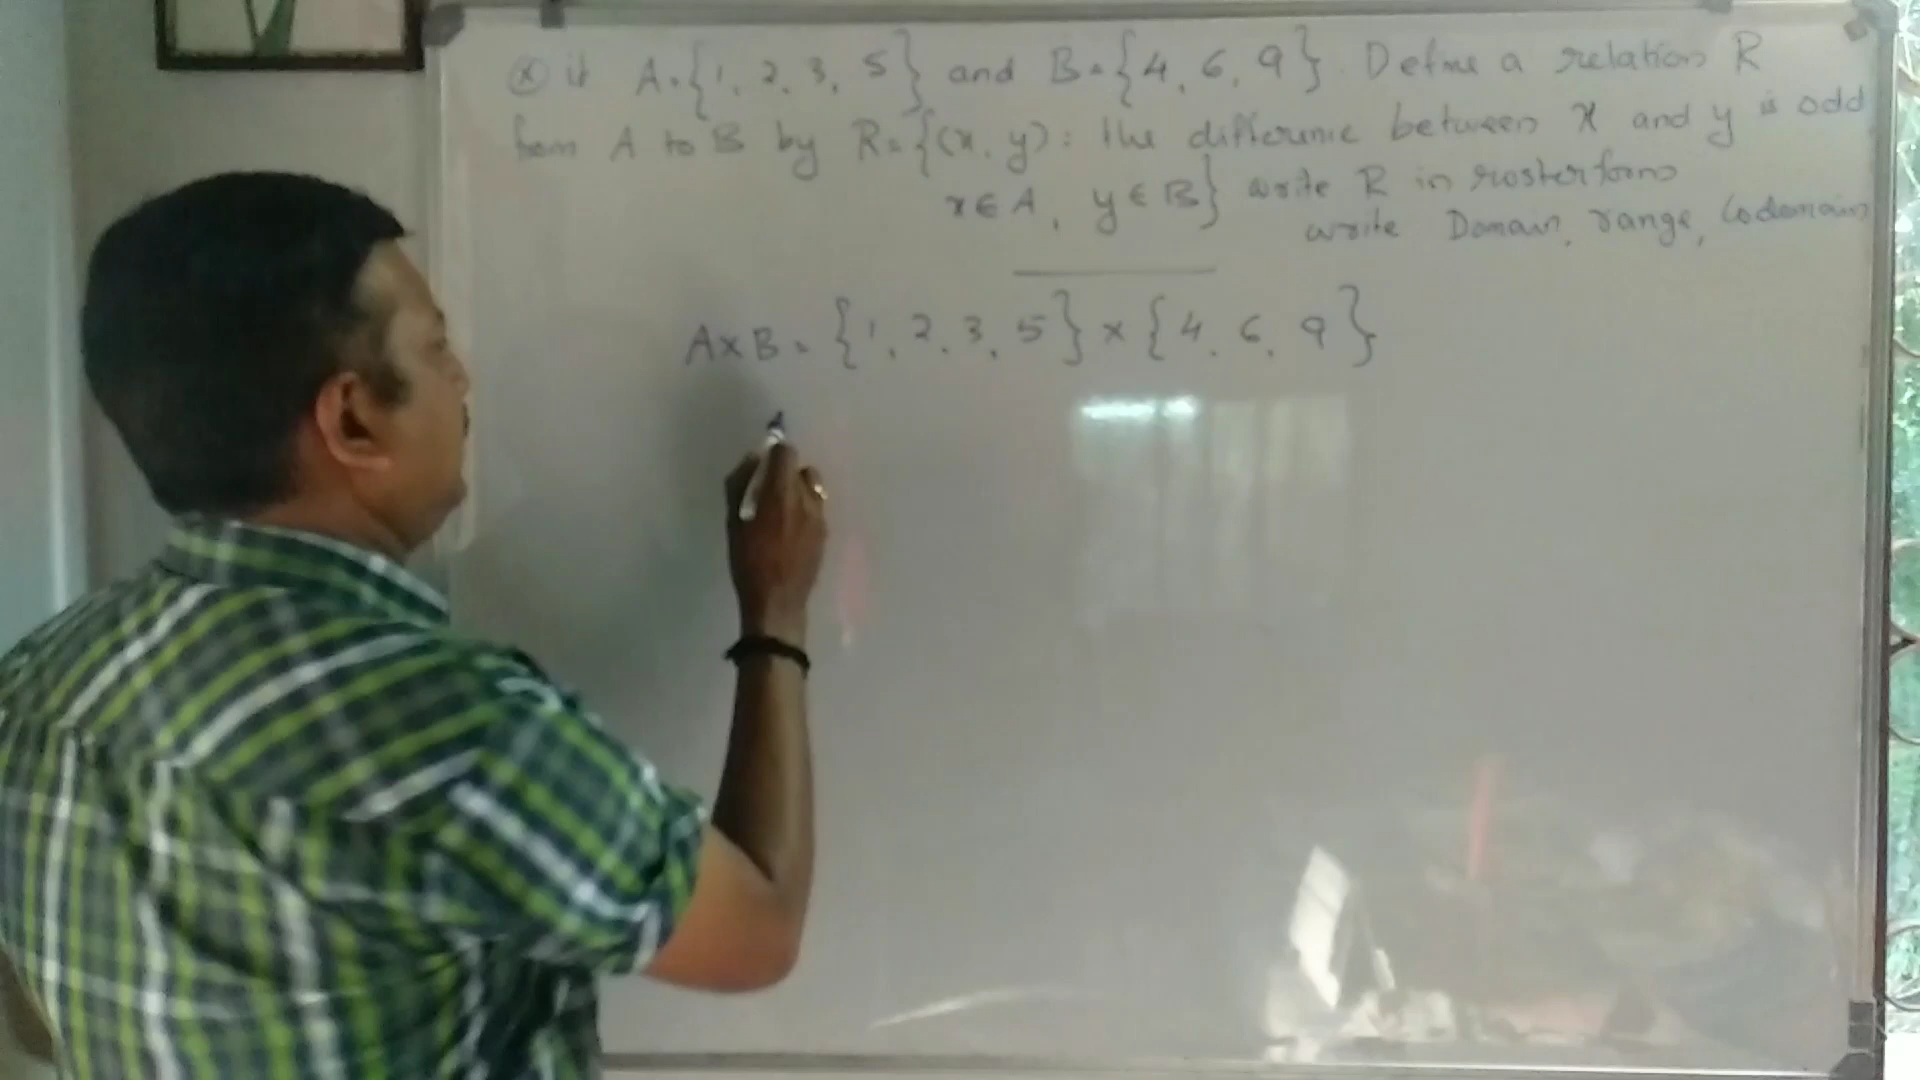 (x) if A = {1, 2, 3, 5} and B = {4, 6, 9}. Define a relation R
from A to B by R = {(x, y): the difference between x and y is odd
x ∈ A, y ∈ B} write R in roster form
write Domain, range, Codomain
A × B = {1, 2, 3, 5} × {4, 6, 9}